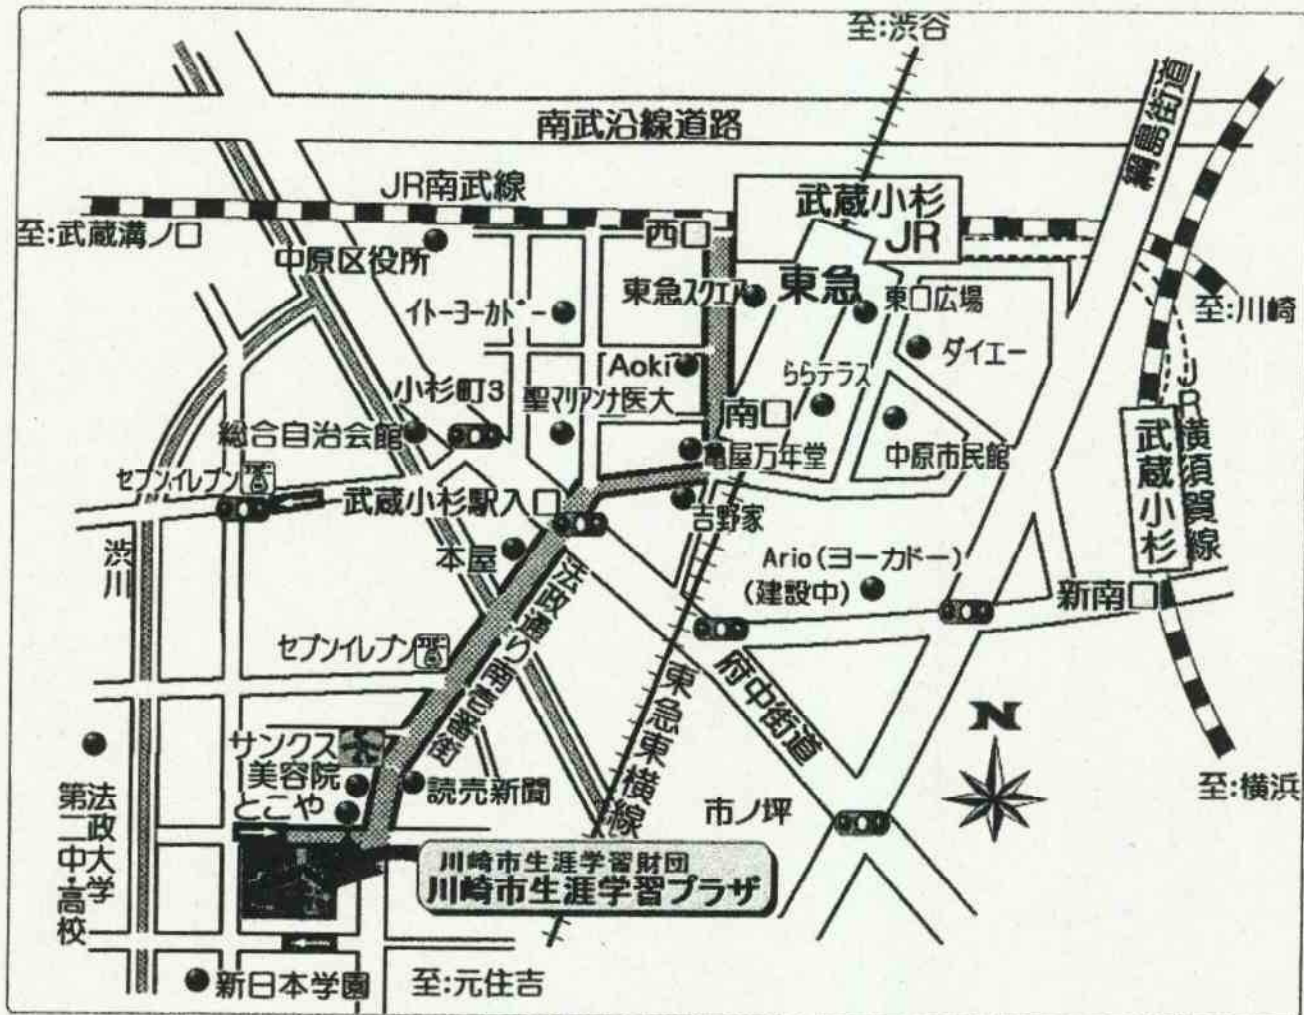 至:渋谷
南武沿線道路
綱島街道
JR南武線
武蔵小杉
JR
至:武蔵溝ノ口
西口
中原区役所
東急スクエア
東急
東口広場
至:川崎
イトーヨーカドー
ダイエー
Aoki
ららテラス
小杉町3
聖マリアンナ医大
南口
総合自治会館
亀屋万年堂
中原市民館
JR横須賀線
武蔵小杉
セブンイレブン
武蔵小杉駅入口
吉野家
渋川
本屋
Ario(ヨーカドー)
(建設中)
新南口
法政通り商店街
セブンイレブン
府中街道
東急東横線
N
サンクス
美容院
とこや
読売新聞
市ノ坪
至:横浜
法政大学
第二中・高校
川崎市生涯学習財団
川崎市生涯学習プラザ
新日本学園
至:元住吉